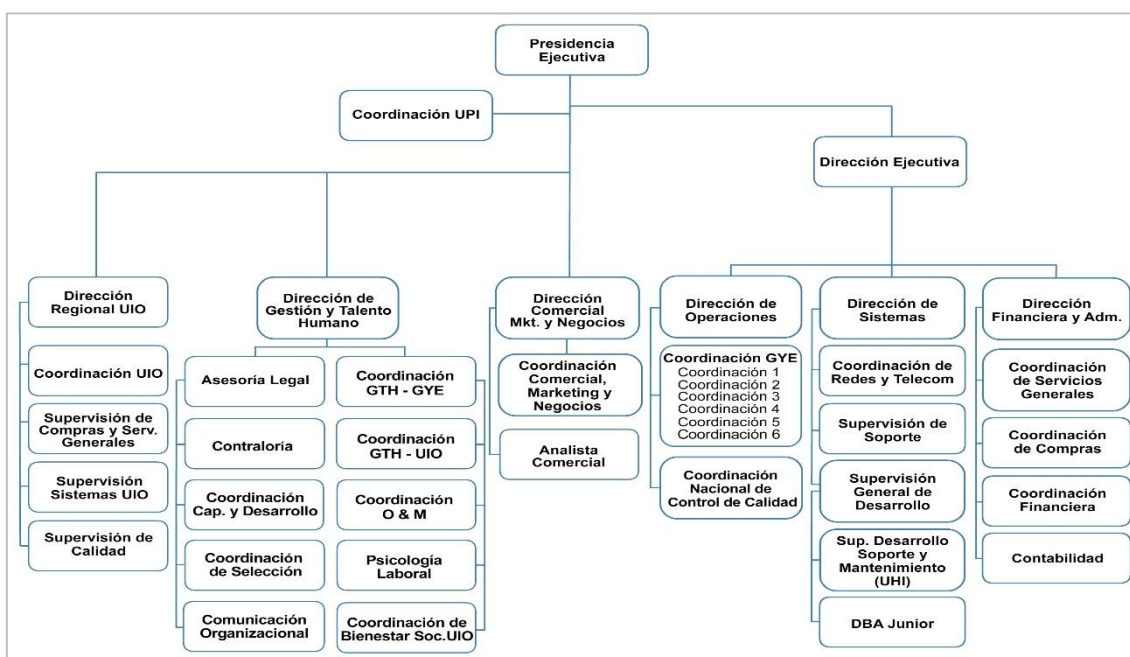 Presidencia
Ejecutiva
Coordinación UPI
Dirección Ejecutiva
Dirección
Regional UIO
Coordinación UIO
Supervisión de
Compras y Serv.
Generales
Supervisión
Sistemas UIO
Supervisión de
Calidad
Dirección de
Gestión y Talento
Humano
Asesoría Legal
Contraloría
Coordinación
Cap. y Desarrollo
Coordinación
de Selección
Comunicación
Organizacional
Coordinación
GTH - GYE
Coordinación
GTH - UIO
Coordinación
O & M
Psicología
Laboral
Coordinación de
Bienestar Soc.UIO
Dirección
Comercial
Mkt. y Negocios
Coordinación
Comercial,
Marketing y
Negocios
Analista
Comercial
Dirección de
Operaciones
Coordinación GYE
Coordinación 1
Coordinación 2
Coordinación 3
Coordinación 4
Coordinación 5
Coordinación 6
Coordinación
Nacional de
Control de Calidad
Dirección de
Sistemas
Coordinación de
Redes y Telecom
Supervisión de
Soporte
Supervisión
General de
Desarrollo
Sup. Desarrollo
Soporte y
Mantenimiento
(UHI)
DBA Junior
Dirección
Financiera y Adm.
Coordinación
de Servicios
Generales
Coordinación
de Compras
Coordinación
Financiera
Contabilidad